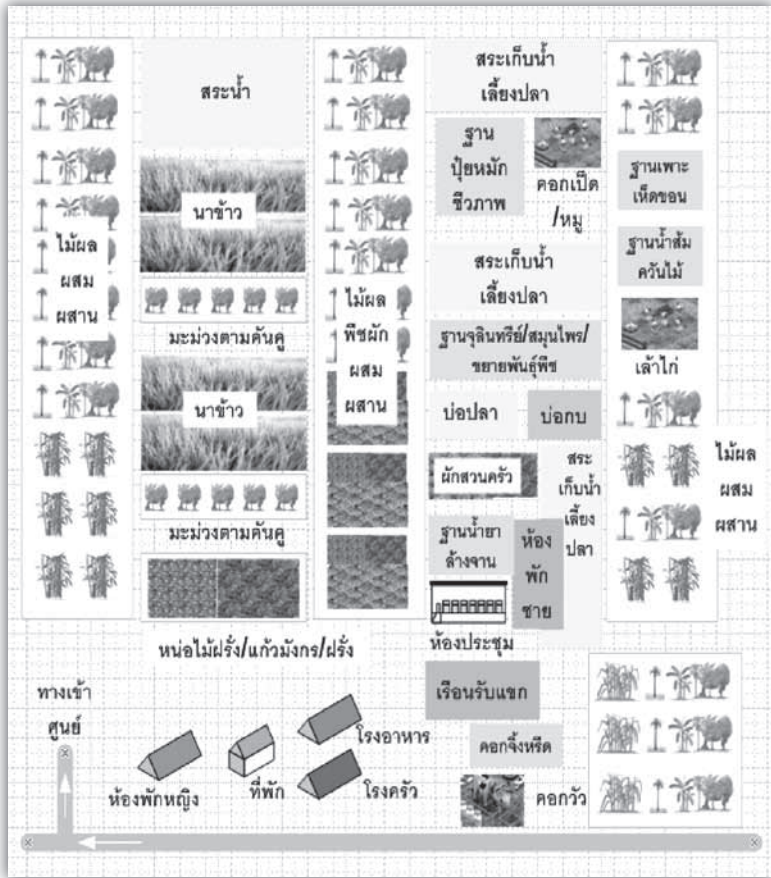 สระน้ำ
นาข้าว
ไม้ผล
ผสม
ผสาน
มะม่วงตามคันคู
นาข้าว
มะม่วงตามคันคู
หน่อไม้ฝรั่ง/แก้วมังกร/ฝรั่ง
ไม้ผล
พืชผัก
ผสม
ผสาน
สระเก็บน้ำ
เลี้ยงปลา
ฐาน
ปุ๋ยหมัก
ชีวภาพ
คอกเป็ด
/หมู
สระเก็บน้ำ
เลี้ยงปลา
ฐานจุลินทรีย์/สมุนไพร/
ขยายพันธุ์พืช
บ่อปลา
บ่อกบ
ผักสวนครัว
สระ
เก็บน้ำ
เลี้ยง
ปลา
ฐานน้ำยา
ล้างจาน
ห้อง
พัก
ชาย
ห้องประชุม
ฐานเพาะ
เห็ดขอน
ฐานน้ำส้ม
ควันไม้
เล้าไก่
ไม้ผล
ผสม
ผสาน
เรือนรับแขก
คอกจิ้งหรีด
คอกวัว
ทางเข้า
ศูนย์
ห้องพักหญิง
ที่พัก
โรงอาหาร
โรงครัว